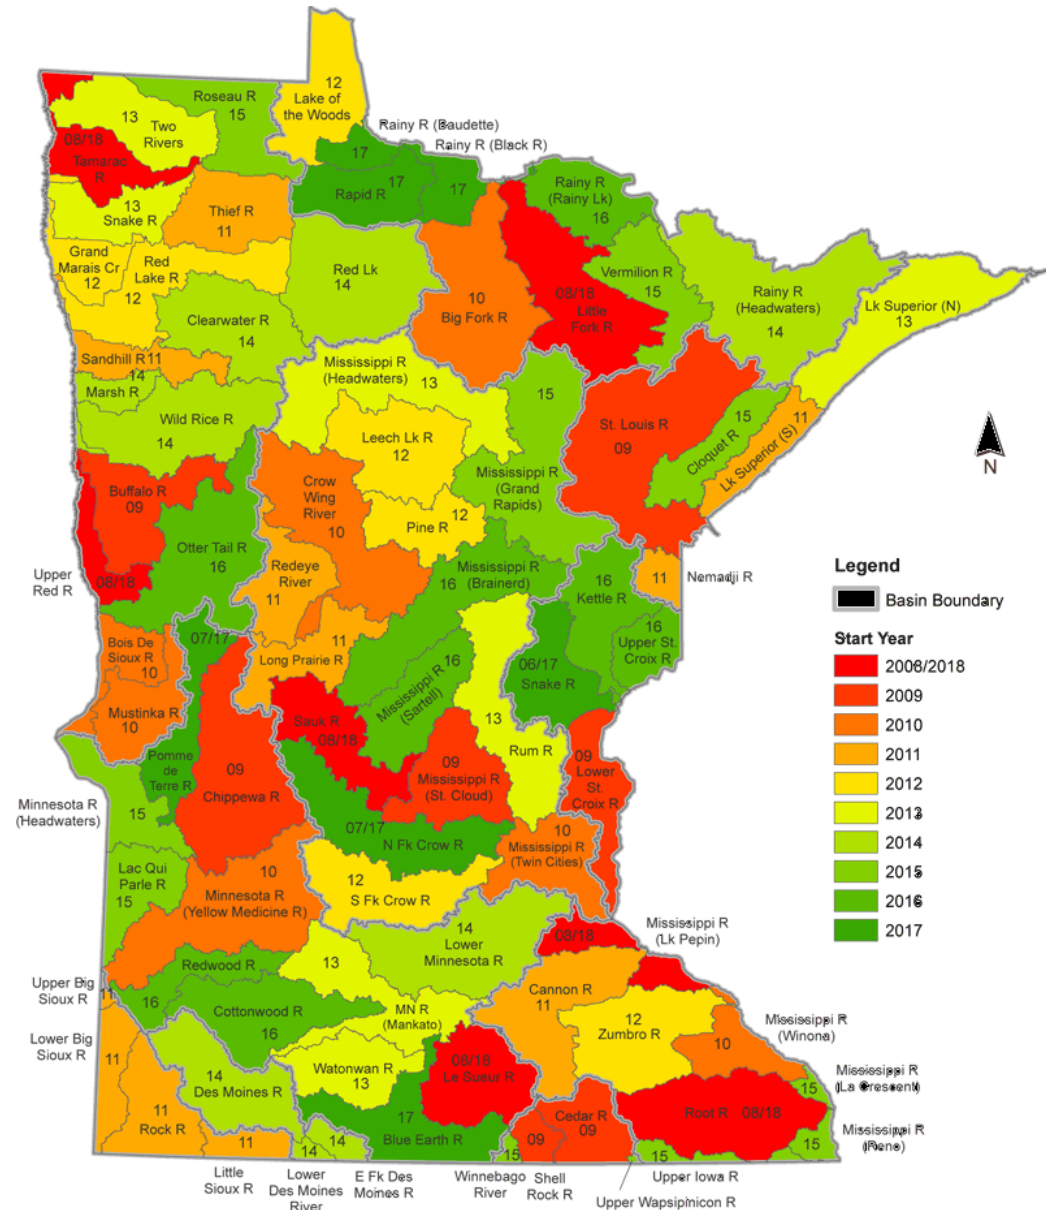 12
Lake of
the Woods
Roseau R
15
13
Two
Rivers
Rainy R (Baudette)
Rainy R (Black R)
08/18
Tamarac
R
17
Rapid R
17
17
Rainy R
(Rainy Lk)
16
13
Snake R
Thief R
11
Grand
Marais Cr
12
Red
Lake R
12
Red Lk
14
Vermilion R
15
Rainy R
(Headwaters)
14
Lk Superior (N)
13
10
Big Fork R
08/18
Little
Fork R
Clearwater R
14
Sandhill R
11
14
Marsh R
Mississippi R
(Headwaters)
13
15
Wild Rice R
14
Leech Lk R
12
St. Louis R
09
15
Cloquet R
11
Lk Superior (S)
N
Mississippi R
(Grand
Rapids)
Buffalo R
09
Crow
Wing
River
10
12
Pine R
Otter Tail R
16
Upper
Red R
08/18
Redeye
River
11
Mississippi R
16 (Brainerd)
16
Kettle R
11
Nemadji R
Legend
Basin Boundary
Start Year
2008/2018
2009
2010
2011
2012
2013
2014
2015
2016
2017
07/17
Bois De
Sioux R
10
11
Long Prairie R
16
Mississippi R
(Sartell)
16
Upper St.
Croix R
06/17
Snake R
Mustinka R
10
Sauk R
08/18
13
Rum R
Pomme
de
Terre R
09
Chippewa R
09
Mississippi R
(St. Cloud)
09
Lower
St.
Croix R
Minnesota R
(Headwaters)
15
07/17
N Fk Crow R
10
Mississippi R
(Twin Cities)
Lac Qui
Parle R
15
10
Minnesota R
(Yellow Medicine R)
12
S Fk Crow R
14
Lower
Minnesota R
08/18
Mississippi R
(Lk Pepin)
Redwood R
13
Upper Big
Sioux R
11
16
Cottonwood R
16
MN R
(Mankato)
Cannon R
11
12
Zumbro R
Mississippi R
(Winona)
10
Lower Big
Sioux R
11
14
Des Moines R
Watonwan R
13
08/18
Le Sueur R
Mississippi R
(La Crescent)
15
11
Rock R
17
Blue Earth R
Cedar R
09
09
Root R
08/18
Mississippi R
(Reno)
15
11
14
14
15
15
Little
Sioux R
Lower
Des Moines
River
E Fk Des
Moines R
Winnebago
River
Shell
Rock R
Upper Iowa R
Upper Wapsipinicon R